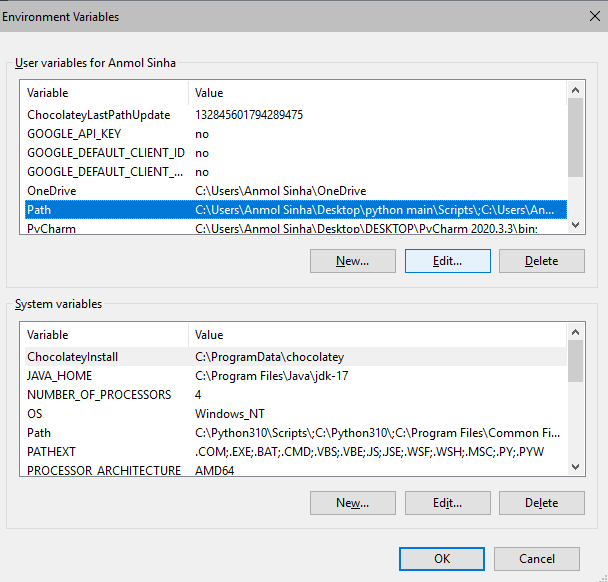 Environment Variables
User variables for Anmol Sinha
Variable Value
ChocolateyLastPathUpdate 132845601794289475
GOOGLE_API_KEY no
GOOGLE_DEFAULT_CLIENT_ID no
GOOGLE_DEFAULT_CLIENT_... no
OneDrive C:\Users\Anmol Sinha\OneDrive
Path C:\Users\Anmol Sinha\Desktop\python main\Scripts\;C:\Users\An...
PyCharm C:\Users\Anmol Sinha\Desktop\DESKTOP\PyCharm 2020.3.3\bin;
New... Edit... Delete
System variables
Variable Value
ChocolateyInstall C:\ProgramData\chocolatey
JAVA_HOME C:\Program Files\Java\jdk-17
NUMBER_OF_PROCESSORS 4
OS Windows_NT
Path C:\Python310\Scripts\;C:\Python310\;C:\Program Files\Common Fi...
PATHEXT .COM;.EXE;.BAT;.CMD;.VBS;.VBE;.JS;.JSE;.WSF;.WSH;.MSC;.PY;.PYW
PROCESSOR_ARCHITECTURE AMD64
New... Edit... Delete
OK Cancel